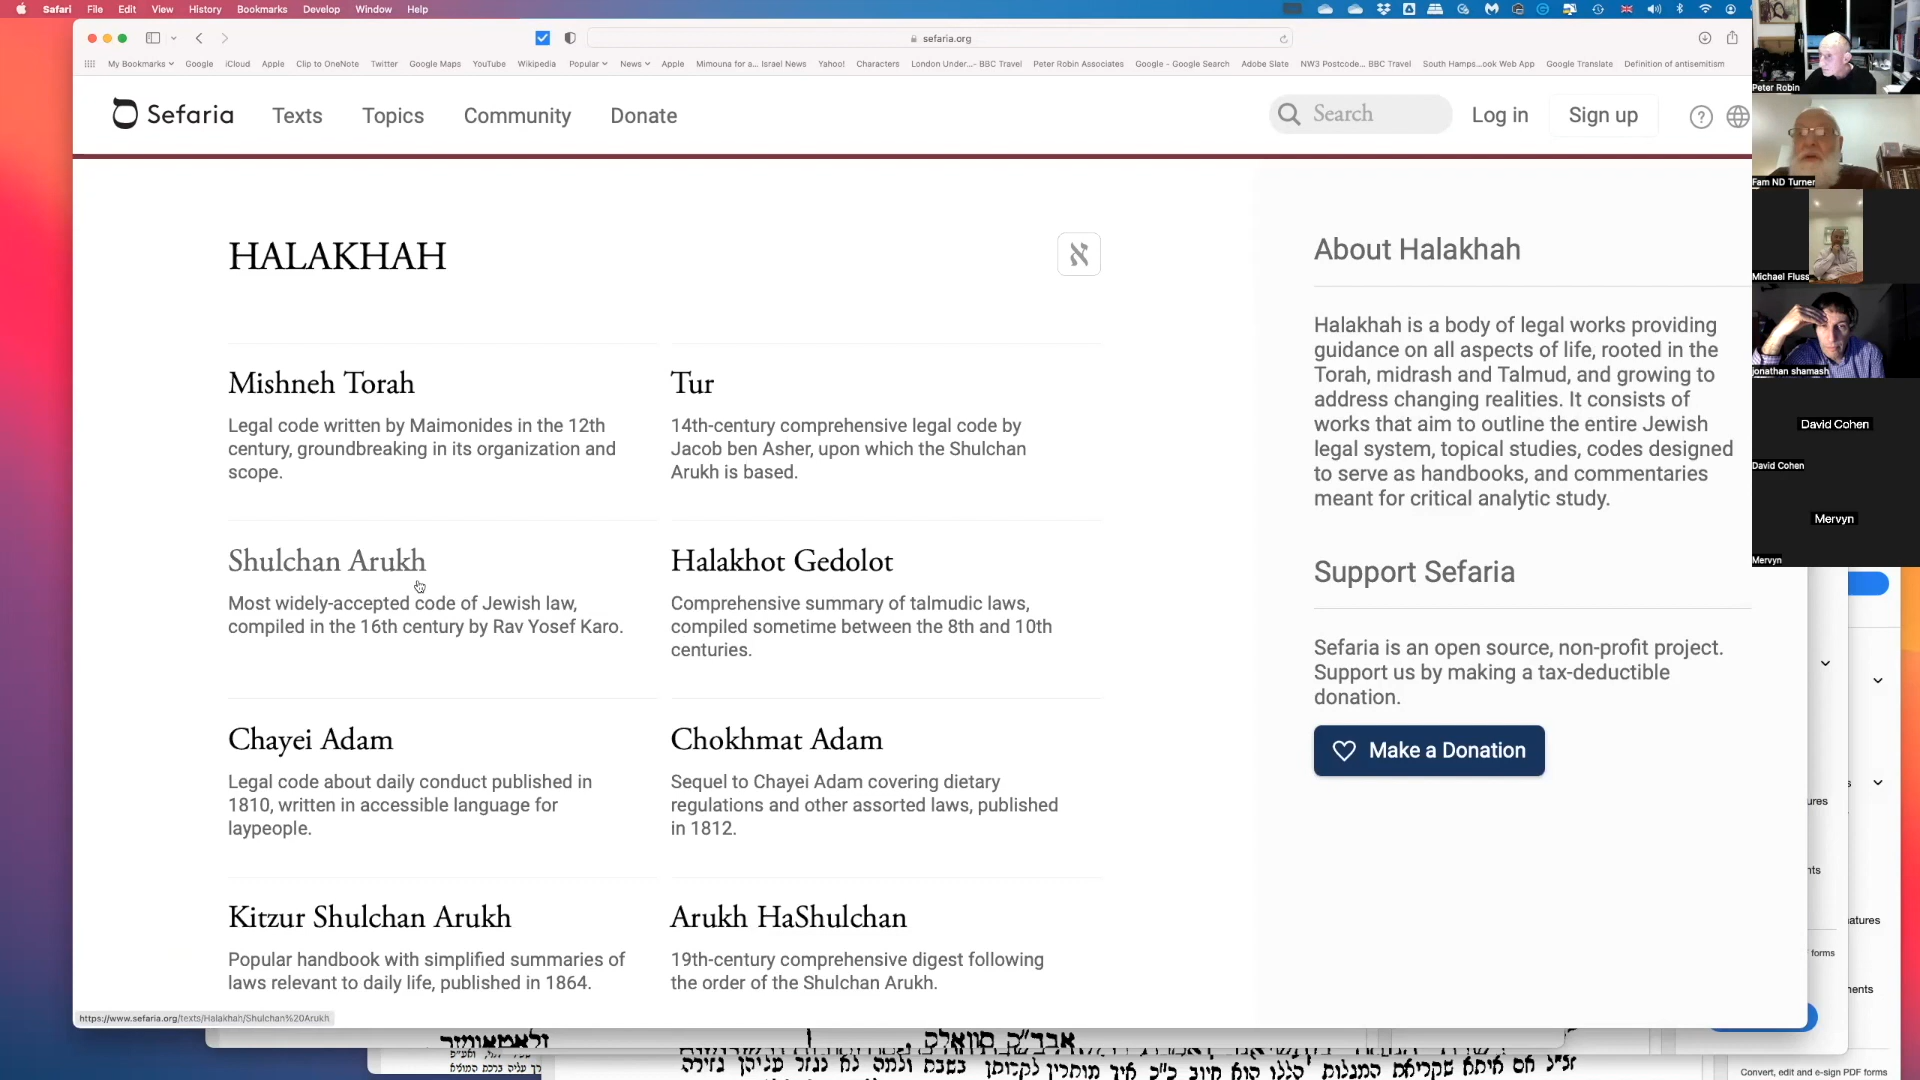 Safari File Edit View History Bookmarks Develop Window Help
sefaria.org
My Bookmarks Google iCloud Apple Clip to OneNote Twitter Google Maps YouTube Wikipedia Popular News Apple Mimouna for a... Israel News Yahoo! Characters London Under...- BBC Travel Peter Robin Associates Google - Google Search Adobe Slate NW3 Postcode... BBC Travel South Hamps...ook Web App Google Translate Definition of antisemitism
Sefaria Texts Topics Community Donate Search Log in Sign up
HALAKHAH
א
Mishneh Torah
Legal code written by Maimonides in the 12th
century, groundbreaking in its organization and
scope.
Tur
14th-century comprehensive legal code by
Jacob ben Asher, upon which the Shulchan
Arukh is based.
Shulchan Arukh
Most widely-accepted code of Jewish law,
compiled in the 16th century by Rav Yosef Karo.
Halakhot Gedolot
Comprehensive summary of talmudic laws,
compiled sometime between the 8th and 10th
centuries.
Chayei Adam
Legal code about daily conduct published in
1810, written in accessible language for
laypeople.
Chokhmat Adam
Sequel to Chayei Adam covering dietary
regulations and other assorted laws, published
in 1812.
Kitzur Shulchan Arukh
Popular handbook with simplified summaries of
laws relevant to daily life, published in 1864.
Arukh HaShulchan
19th-century comprehensive digest following
the order of the Shulchan Arukh.
About Halakhah
Halakhah is a body of legal works providing
guidance on all aspects of life, rooted in the
Torah, midrash and Talmud, and growing to
address changing realities. It consists of
works that aim to outline the entire Jewish
legal system, topical studies, codes designed
to serve as handbooks, and commentaries
meant for critical analytic study.
Support Sefaria
Sefaria is an open source, non-profit project.
Support us by making a tax-deductible
donation.
Make a Donation
Peter Robin
Fam ND Turner
Michael Fluss
jonathan shamash
David Cohen
David Cohen
Mervyn
Mervyn
https://www.sefaria.org/texts/Halakhah/Shulchan%20Arukh
forms
Convert, edit and e-sign PDF forms